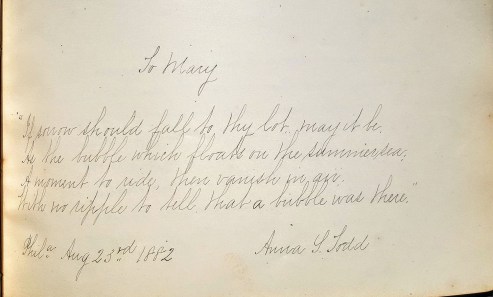 To Mary
"If sorrow should fall to thy lot, may it be,
As the bubble which floats on the summer sea,
A moment to ride, then vanish in air,
With no ripple to tell that a bubble was there."
Phila Aug 23rd 1882
Anna S. Todd